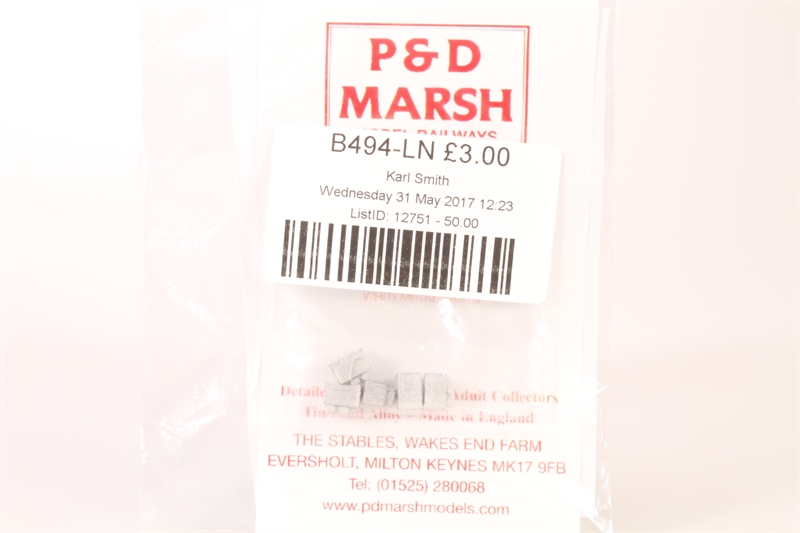 P&D
MARSH
MODEL RAILWAYS
B494-LN £3.00
Karl Smith
Wednesday 31 May 2017 12:23
ListID: 12751 - 50.00
Adult Collectors
Made in England
THE STABLES, WAKES END FARM
EVERSHOLT, MILTON KEYNES MK17 9FB
Tel: (01525) 280068
www.pdmarshmodels.com